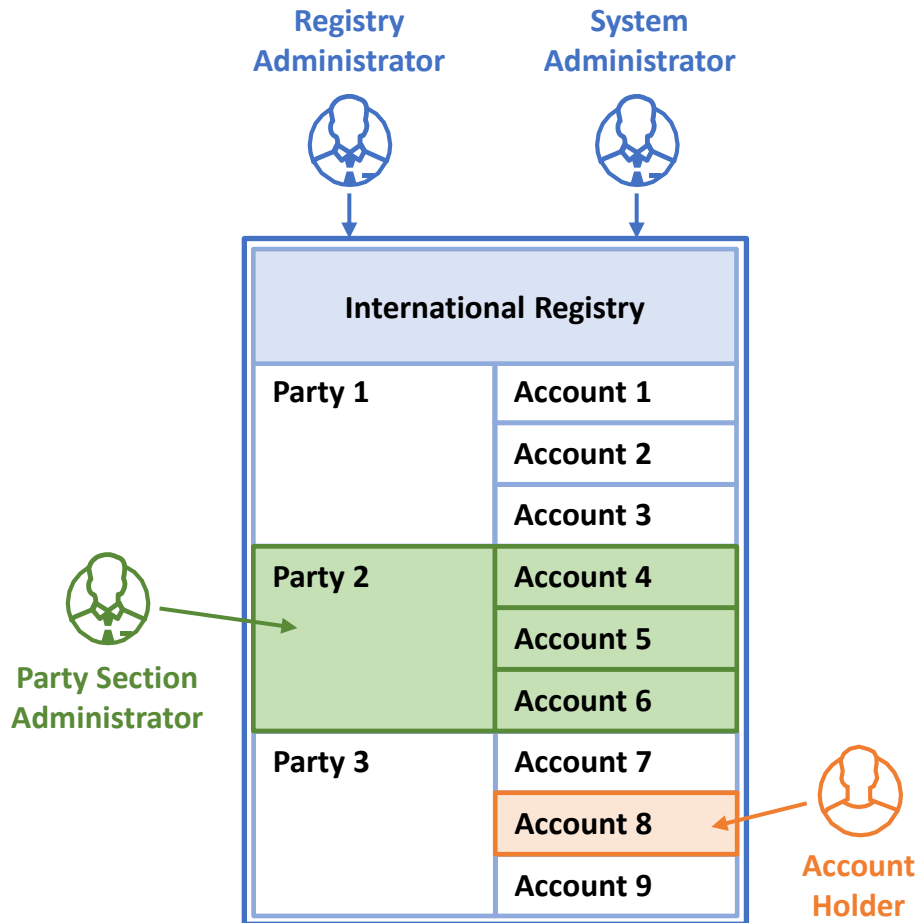 Registry
Administrator
System
Administrator
International Registry
Party 1
Account 1
Account 2
Account 3
Party 2
Account 4
Account 5
Account 6
Party Section
Administrator
Party 3
Account 7
Account 8
Account 9
Account
Holder